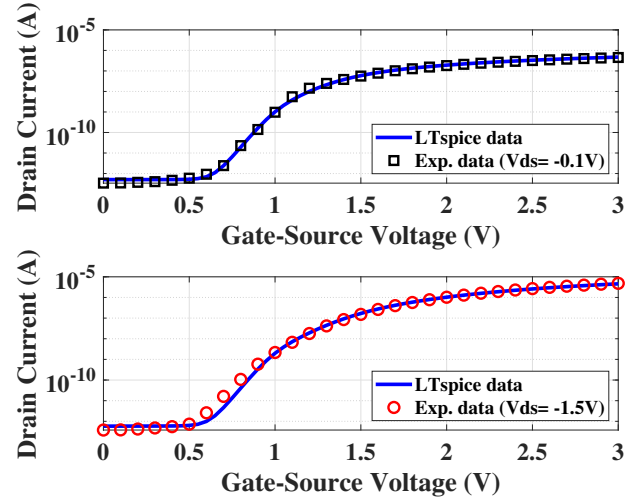 Drain Current (A)
10^-5
10^-10
LTspice data
Exp. data (Vds= -0.1V)
0 0.5 1 1.5 2 2.5 3
Gate-Source Voltage (V)
Drain Current (A)
10^-5
10^-10
LTspice data
Exp. data (Vds= -1.5V)
0 0.5 1 1.5 2 2.5 3
Gate-Source Voltage (V)